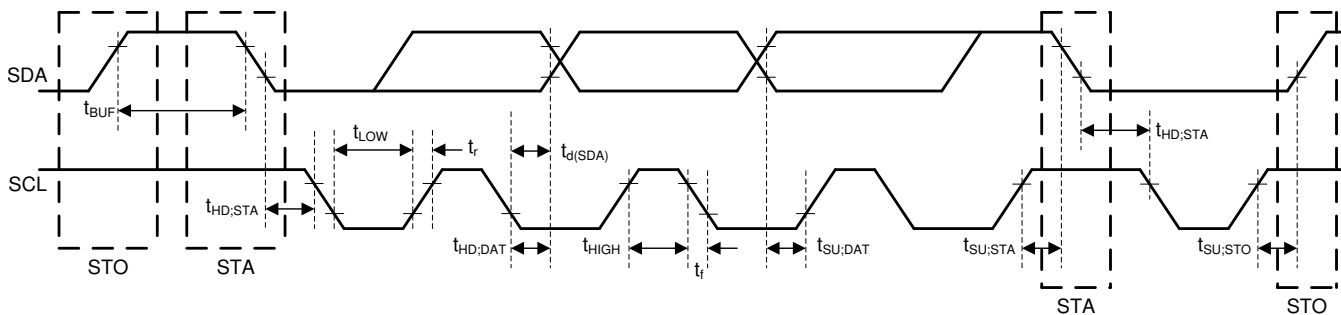 SDA
tBUF
tLOW
tr
td(SDA)
tHD;STA
SCL
tHD;STA
tHD;DAT
tHIGH
tf
tSU;DAT
tSU;STA
tSU;STO
STO
STA
STA
STO